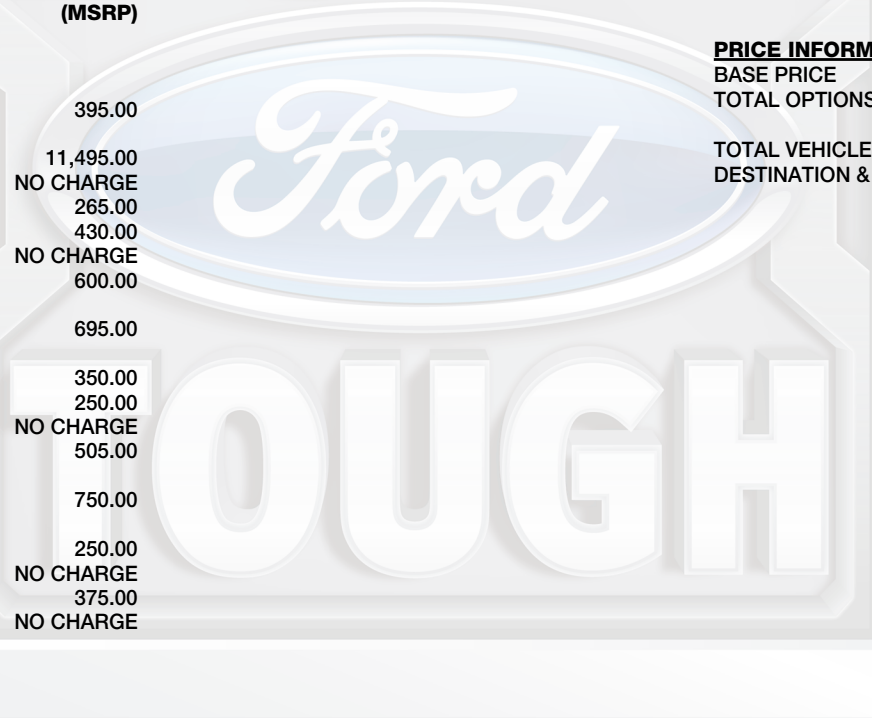 (MSRP)
395.00
11,495.00
NO CHARGE
265.00
430.00
NO CHARGE
600.00
695.00
350.00
250.00
NO CHARGE
505.00
750.00
250.00
NO CHARGE
375.00
NO CHARGE
PRICE INFORM
BASE PRICE
TOTAL OPTIONS
TOTAL VEHICLE
DESTINATION &
Ford
TOUGH